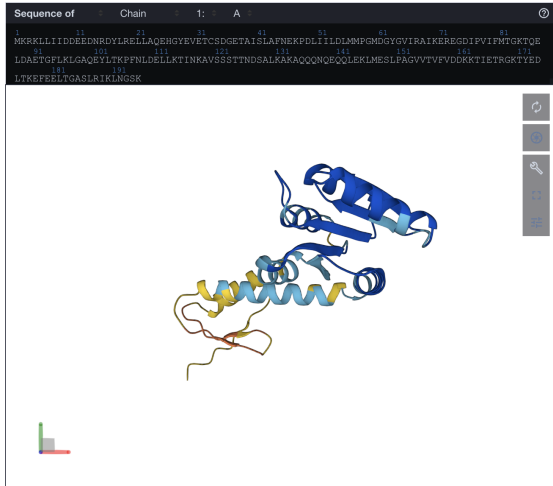 Sequence of Chain 1: A
1 11 21 31 41 51 61 71 81
MKRKLLIIDDEEDNRDYLRELLAQEHGYEVETCSDGETAISLAFNEKPDLIILDLMMPGMDGYGVIRAIKEREGDIPVIFMTGKTQE
91 101 111 121 131 141 151 161 171
LDAETGFLKLGAQEYLTKPFNLDELLKTINKAVSSSTTNDSALKAKAQQQNQEQQLEKLMESLPAGVVTVFVDDKKTIETRGKTYED
181 191
LTKEFEELTGASLRIKLNGSK